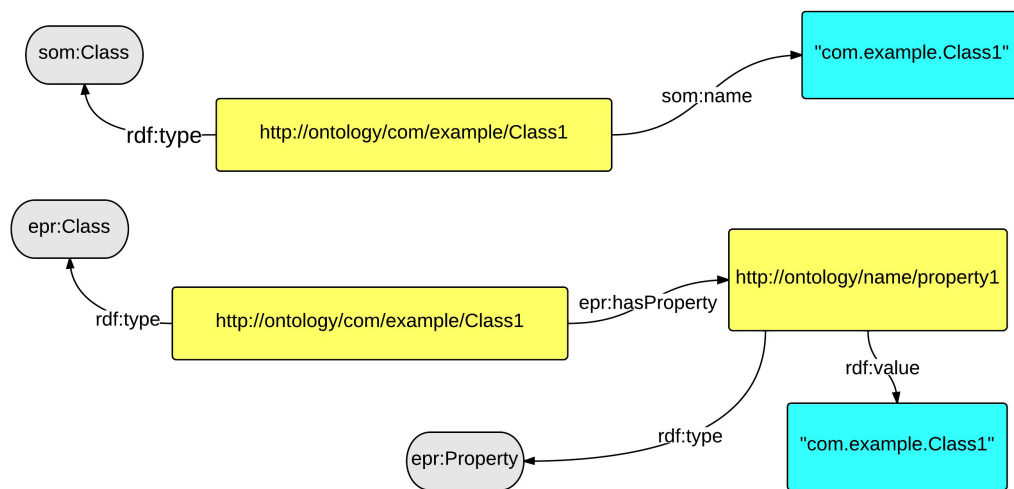 som:Class
"com.example.Class1"
som:name
rdf:type
http://ontology/com/example/Class1
epr:Class
http://ontology/name/property1
epr:hasProperty
rdf:type
http://ontology/com/example/Class1
rdf:value
rdf:type
"com.example.Class1"
epr:Property